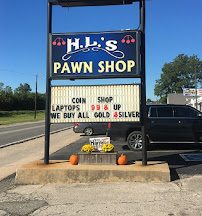 H.L.'s
PAWN SHOP
COIN SHOP
LAPTOPS 99 & UP
WE BUY ALL GOLD & SILVER